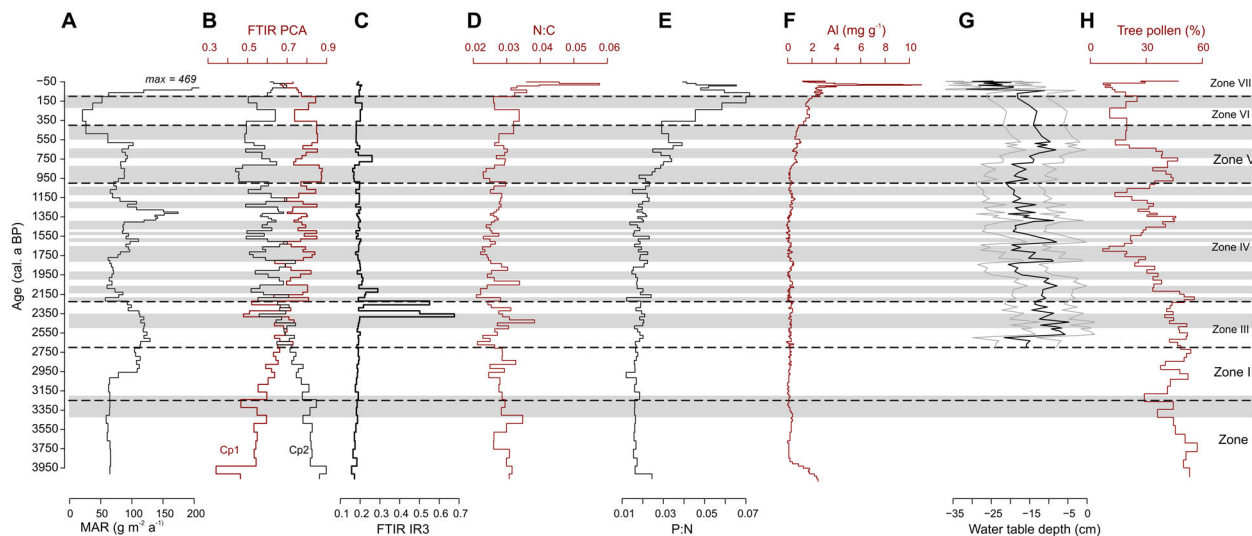 A
B
C
D
E
F
G
H
FTIR PCA
0.3 0.5 0.7 0.9
N:C
0.02 0.03 0.04 0.05 0.06
Al (mg g⁻¹)
0 2 4 6 8 10
Tree pollen (%)
0 30 60
max = 469
Age (cal. a BP)
−50
150
350
550
750
950
1150
1350
1550
1750
1950
2150
2350
2550
2750
2950
3150
3350
3550
3750
3950
Zone VII
Zone VI
Zone V
Zone IV
Zone III
Zone I
Zone
Cp1
Cp2
0 50 100 150 200
MAR (g m⁻² a⁻¹)
0.1 0.2 0.3 0.4 0.5 0.6 0.7
FTIR IR3
0.01 0.03 0.05 0.07
P:N
−35 −25 −15 −5 0
Water table depth (cm)